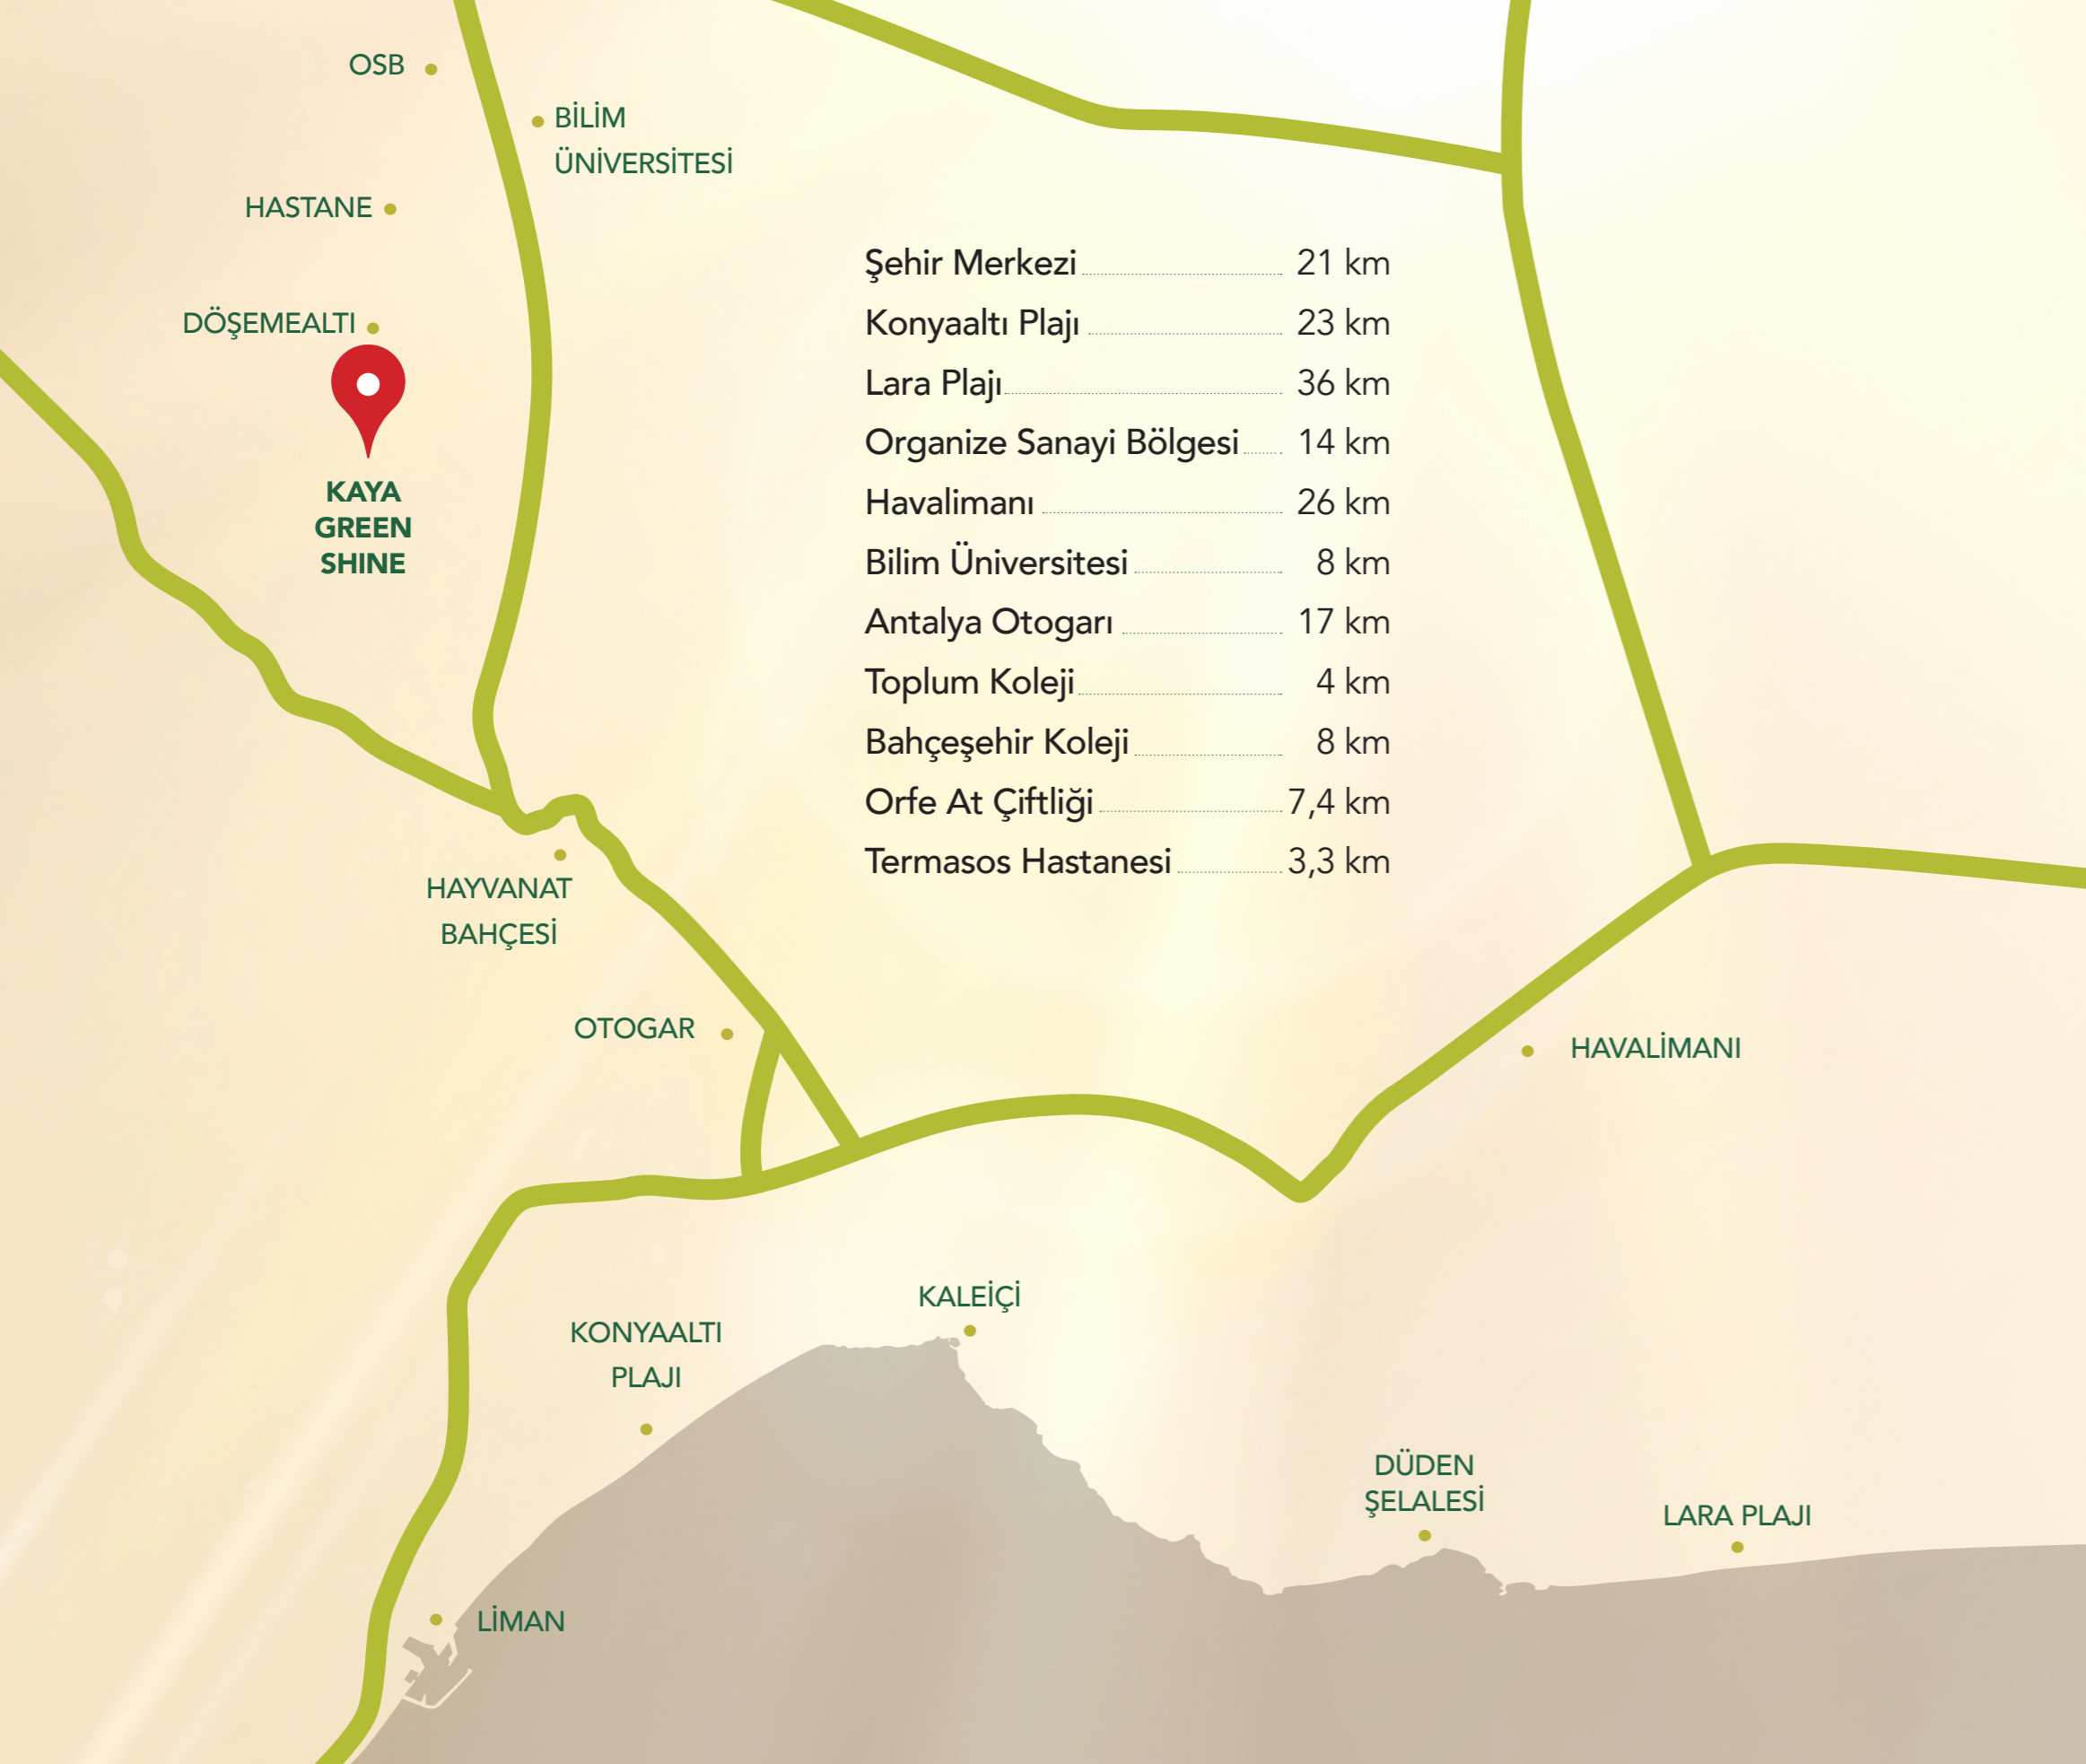 OSB
BİLİM
ÜNİVERSİTESİ
HASTANE
DÖŞEMEALTI
KAYA
GREEN
SHINE
Şehir Merkezi 21 km
Konyaaltı Plajı 23 km
Lara Plajı 36 km
Organize Sanayi Bölgesi 14 km
Havalimanı 26 km
Bilim Üniversitesi 8 km
Antalya Otogarı 17 km
Toplum Koleji 4 km
Bahçeşehir Koleji 8 km
Orfe At Çiftliği 7,4 km
Termasos Hastanesi 3,3 km
HAYVANAT
BAHÇESİ
OTOGAR
HAVALİMANI
KALEİÇİ
KONYAALTI
PLAJI
DÜDEN
ŞELALESİ
LARA PLAJI
LİMAN